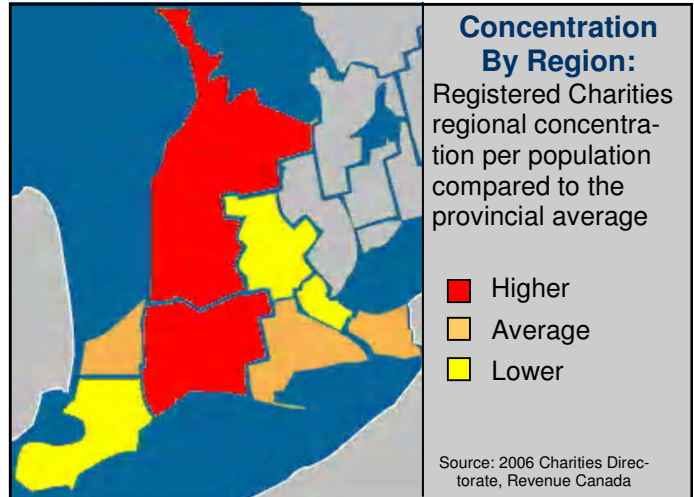 Concentration
By Region:
Registered Charities
regional concentra-
tion per population
compared to the
provincial average
Higher
Average
Lower
Source: 2006 Charities Direc-
torate, Revenue Canada